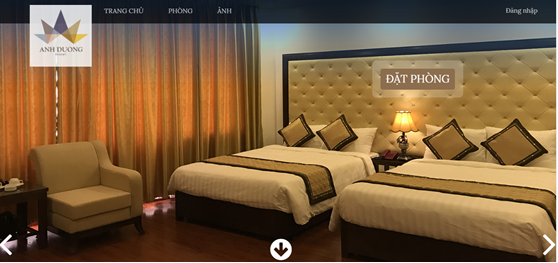 TRANG CHỦ
PHÒNG
ẢNH
Đăng nhập
ANH DUONG
ĐẶT PHÒNG